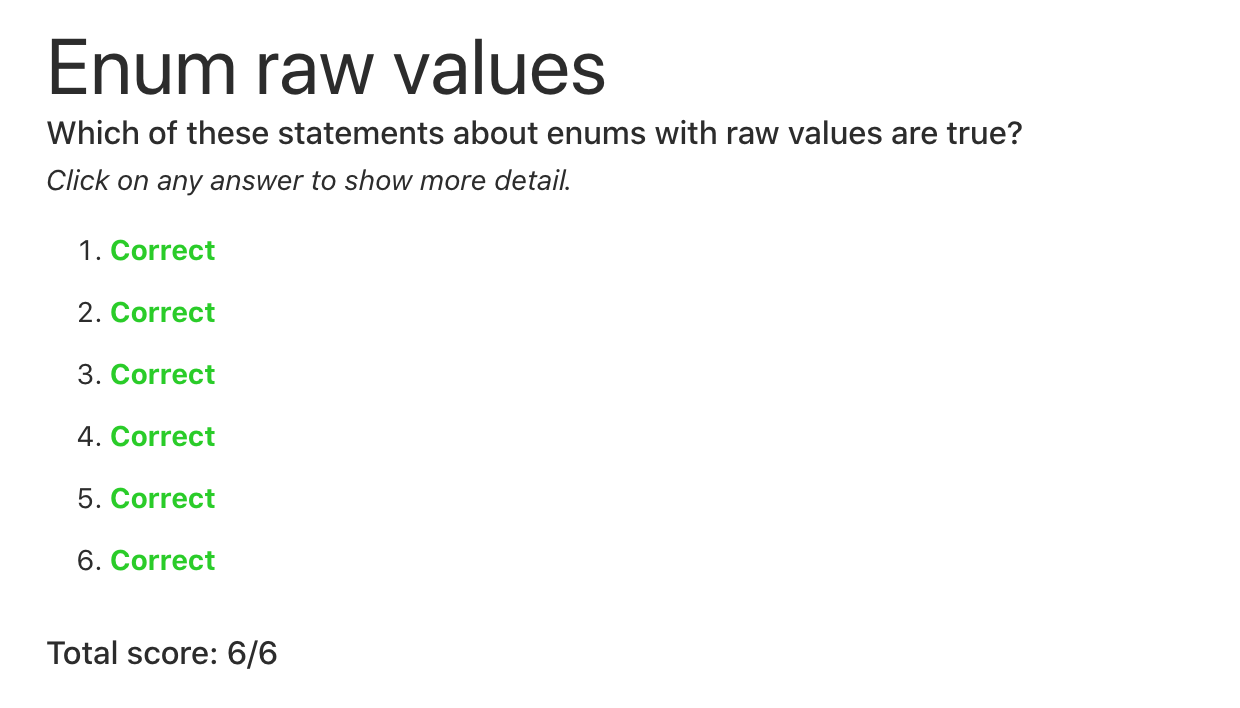 Enum raw values
Which of these statements about enums with raw values are true?
Click on any answer to show more detail.
1. Correct
2. Correct
3. Correct
4. Correct
5. Correct
6. Correct
Total score: 6/6